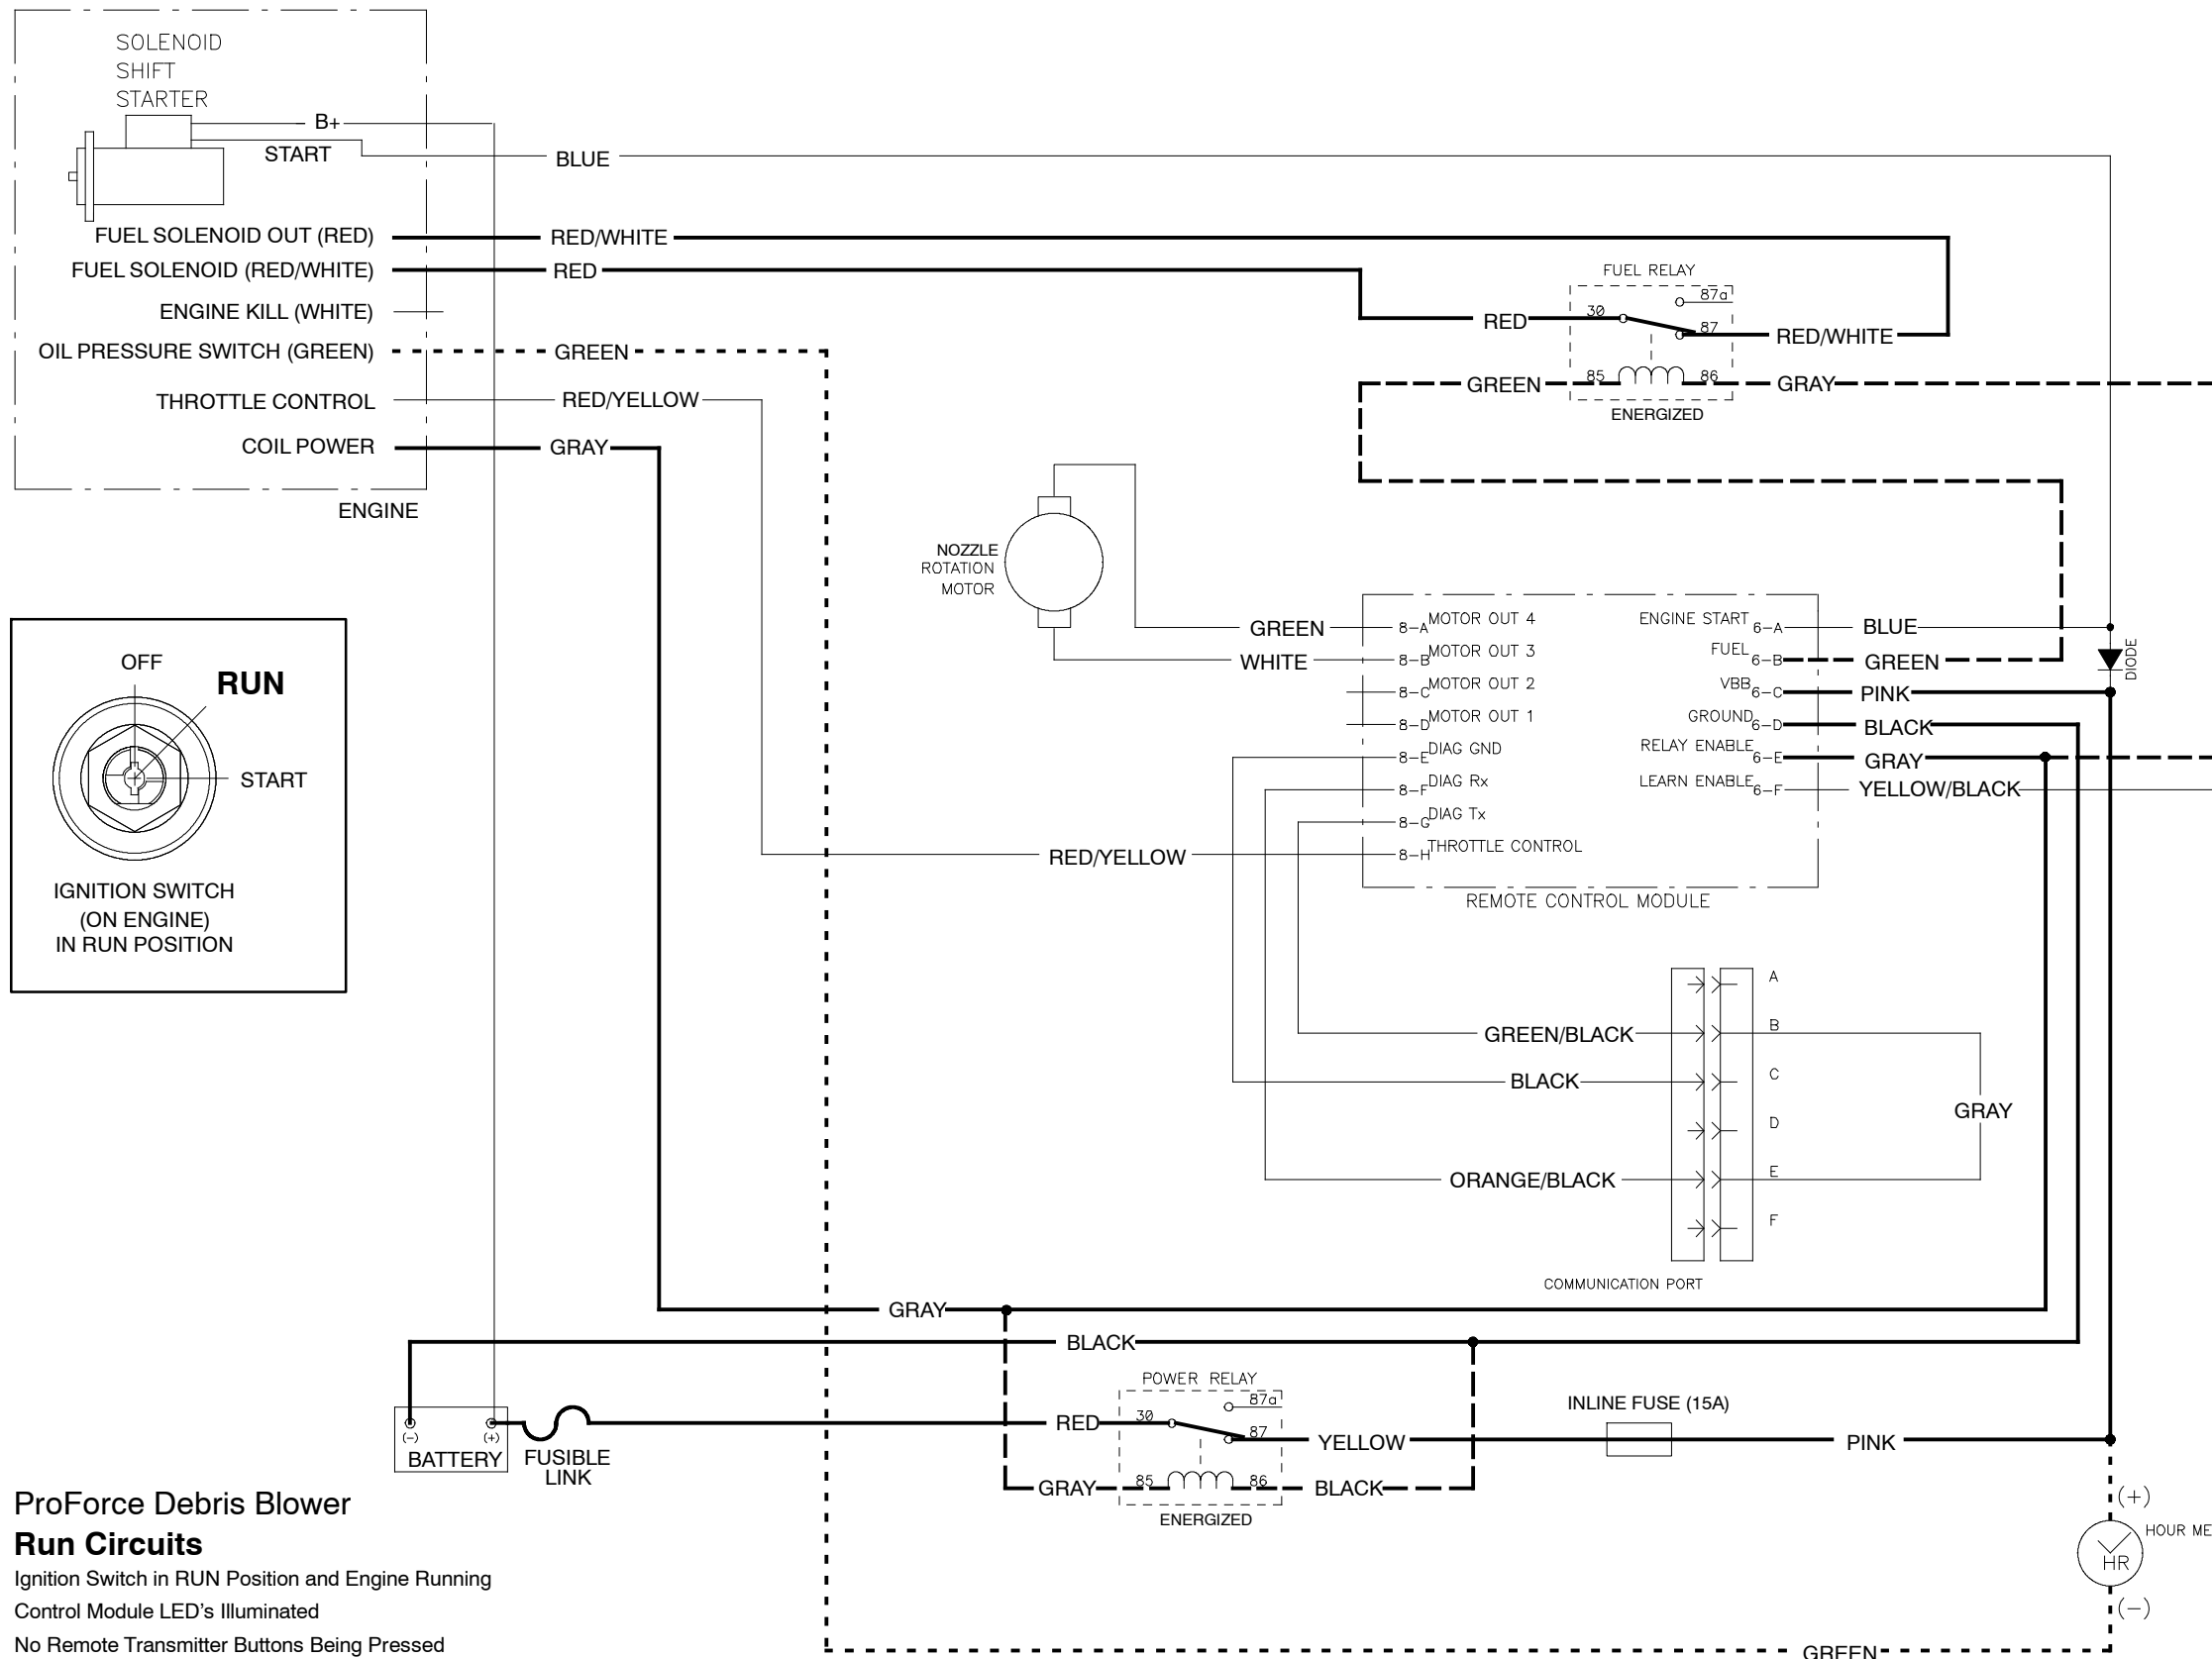 SOLENOID
SHIFT
STARTER
B+
START
BLUE
FUEL SOLENOID OUT (RED)
RED/WHITE
FUEL SOLENOID (RED/WHITE)
RED
ENGINE KILL (WHITE)
OIL PRESSURE SWITCH (GREEN)
GREEN
THROTTLE CONTROL
RED/YELLOW
COIL POWER
GRAY
ENGINE
FUEL RELAY
87a
30
RED
87
RED/WHITE
85
86
GREEN
GRAY
ENERGIZED
NOZZLE
ROTATION
MOTOR
GREEN
8-A
MOTOR OUT 4
WHITE
8-B
MOTOR OUT 3
8-C
MOTOR OUT 2
8-D
MOTOR OUT 1
8-E
DIAG GND
8-F
DIAG Rx
8-G
DIAG Tx
RED/YELLOW
8-H
THROTTLE CONTROL
ENGINE START
6-A
BLUE
FUEL
6-B
GREEN
VBB
6-C
PINK
GROUND
6-D
BLACK
RELAY ENABLE
6-E
GRAY
LEARN ENABLE
6-F
YELLOW/BLACK
DIODE
REMOTE CONTROL MODULE
OFF
RUN
START
IGNITION SWITCH
(ON ENGINE)
IN RUN POSITION
A
GREEN/BLACK
B
BLACK
C
GRAY
D
ORANGE/BLACK
E
F
COMMUNICATION PORT
GRAY
BLACK
POWER RELAY
87a
RED
30
87
YELLOW
INLINE FUSE (15A)
PINK
GRAY
85
86
BLACK
ENERGIZED
(-)
(+)
BATTERY
FUSIBLE
LINK
(+)
HOUR ME
HR
(-)
GREEN
ProForce Debris Blower
Run Circuits
Ignition Switch in RUN Position and Engine Running
Control Module LED's Illuminated
No Remote Transmitter Buttons Being Pressed